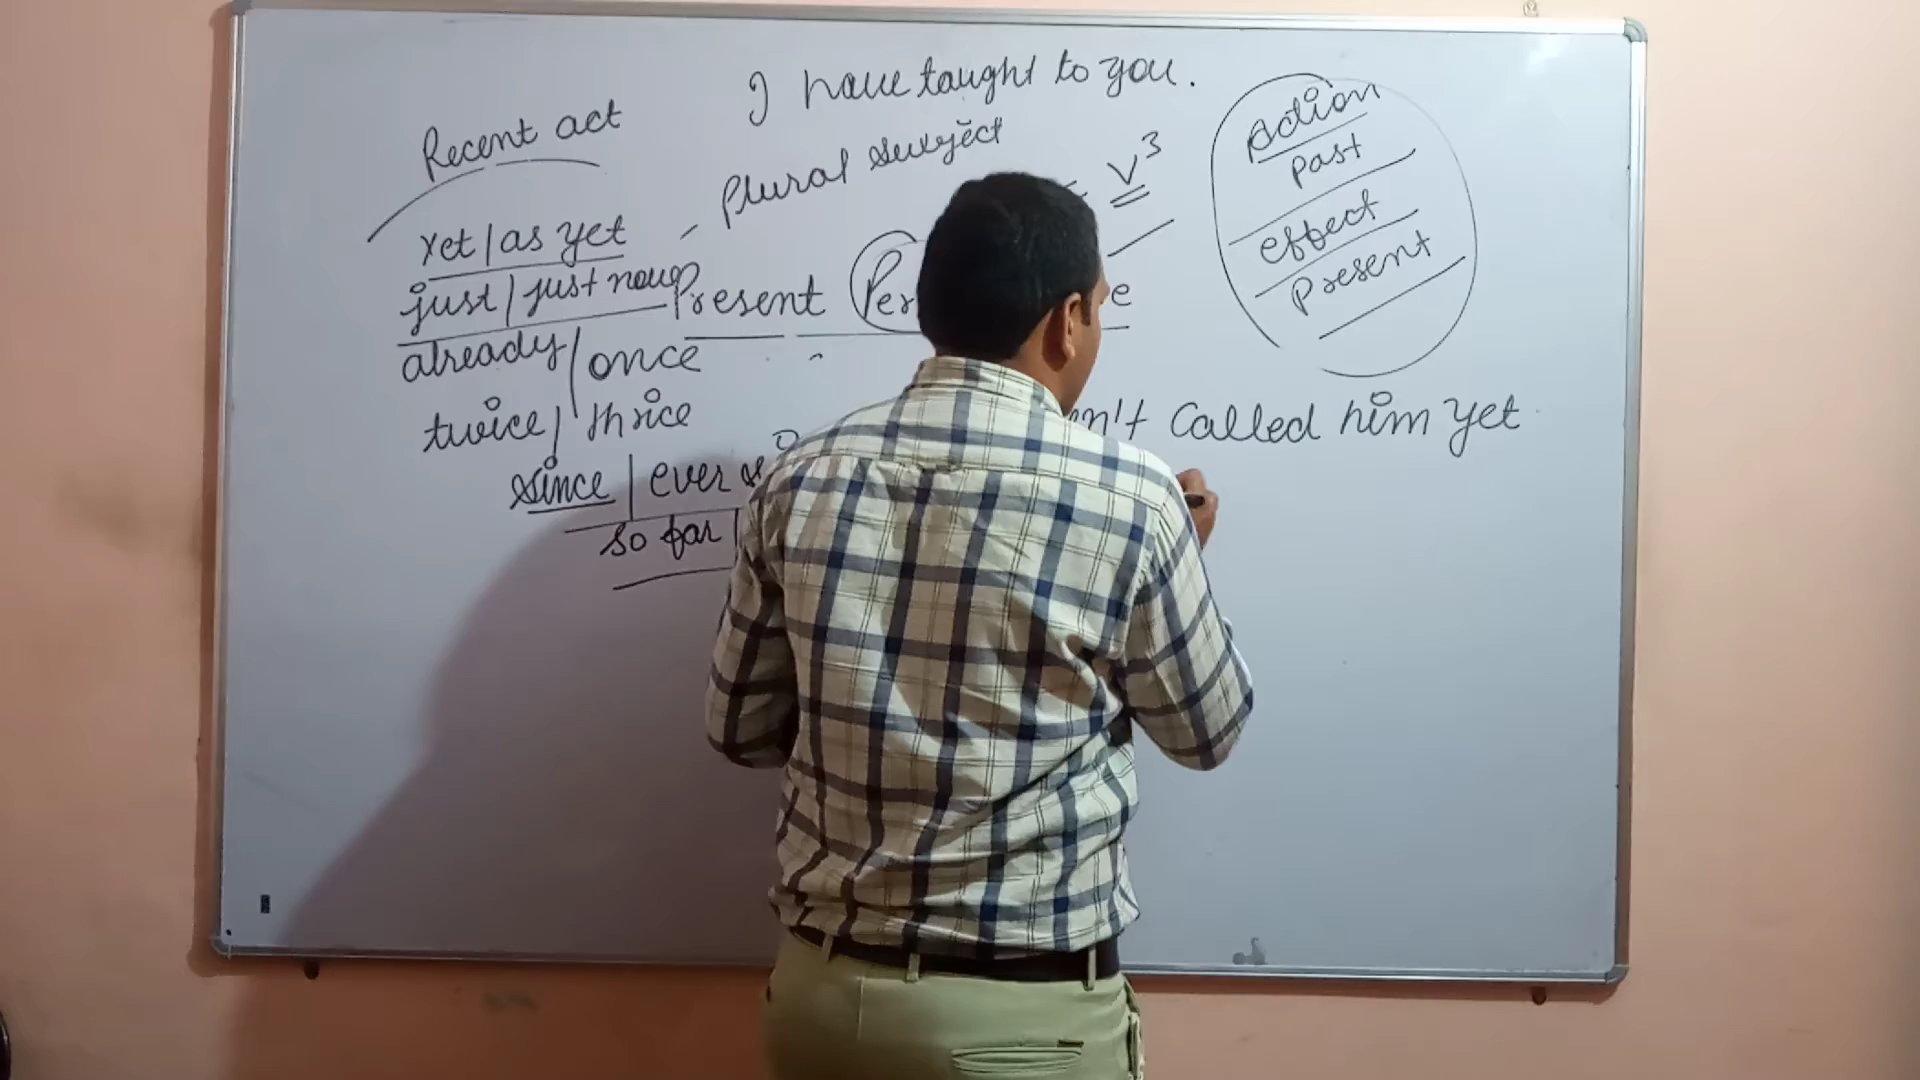 I have taught to you.
Recent act
Plural subject
V3
Action
Past
effect
Present
Yet | as yet
just | just now
Present
already / once
twice | thrice
called him yet
since | ever
so far |